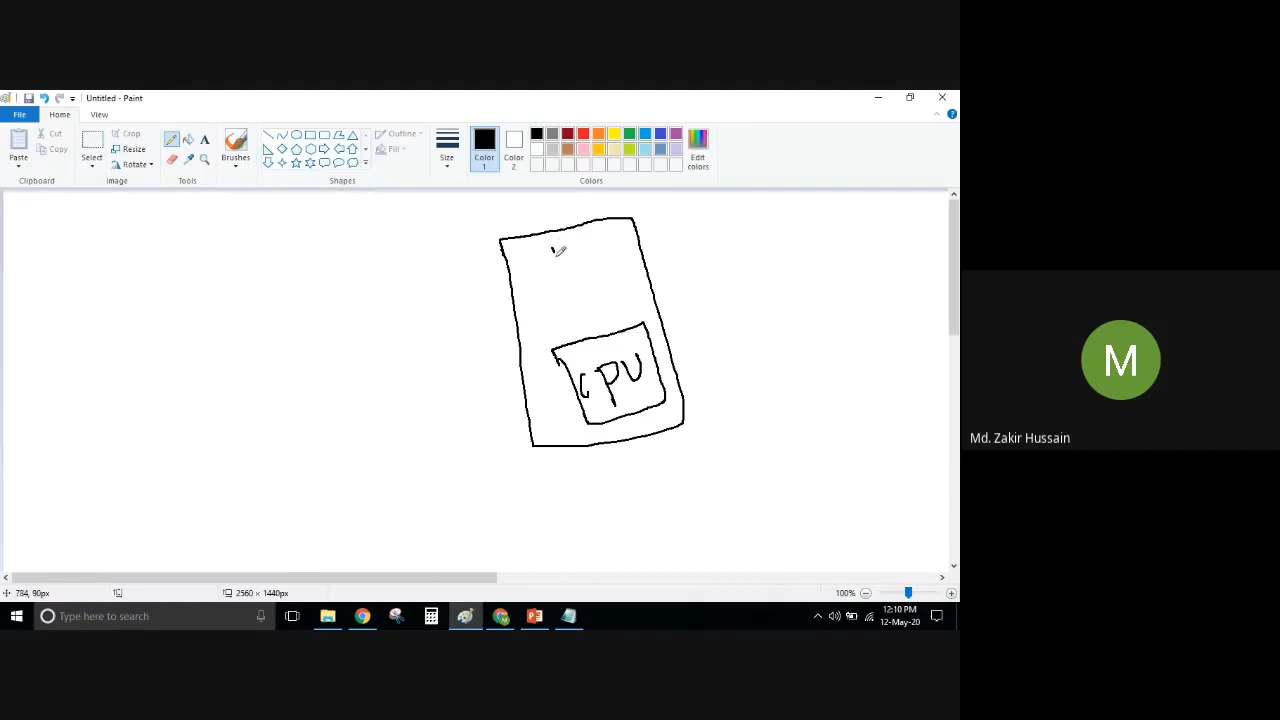 Untitled - Paint
File Home View
Paste
Cut
Copy
Clipboard
Select
Crop
Resize
Rotate
Image
Tools
Brushes
Shapes
Outline
Fill
Size
Color 1
Color 2
Edit colors
Colors
CPU
M
Md. Zakir Hussain
784, 90px
2560 × 1440px
100%
Type here to search
12:10 PM
12-May-20